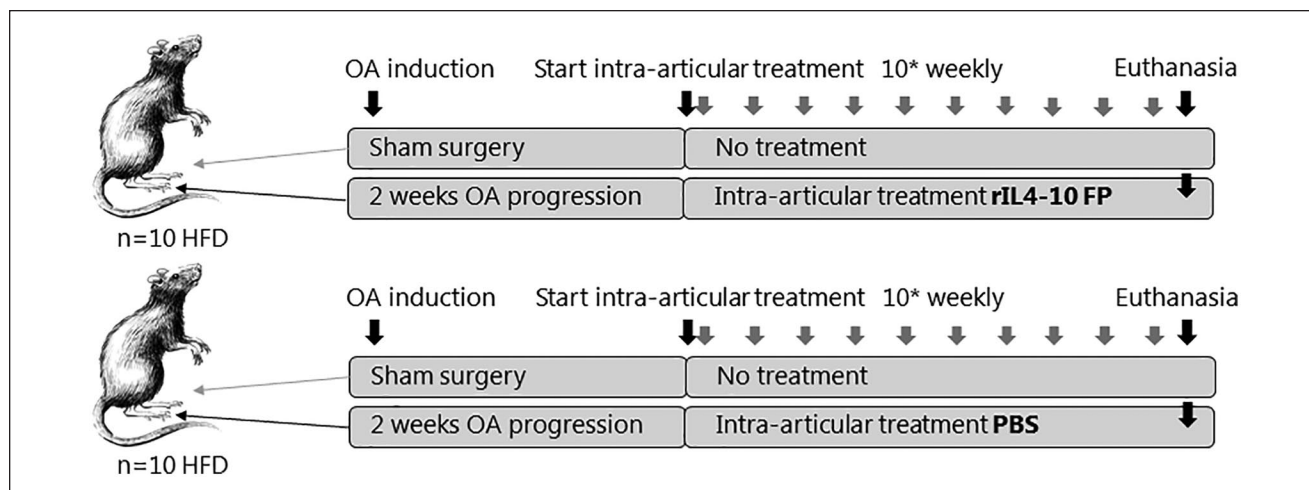 OA induction Start intra-articular treatment 10* weekly Euthanasia
Sham surgery No treatment
2 weeks OA progression Intra-articular treatment rIL4-10 FP
n=10 HFD
OA induction Start intra-articular treatment 10* weekly Euthanasia
Sham surgery No treatment
2 weeks OA progression Intra-articular treatment PBS
n=10 HFD